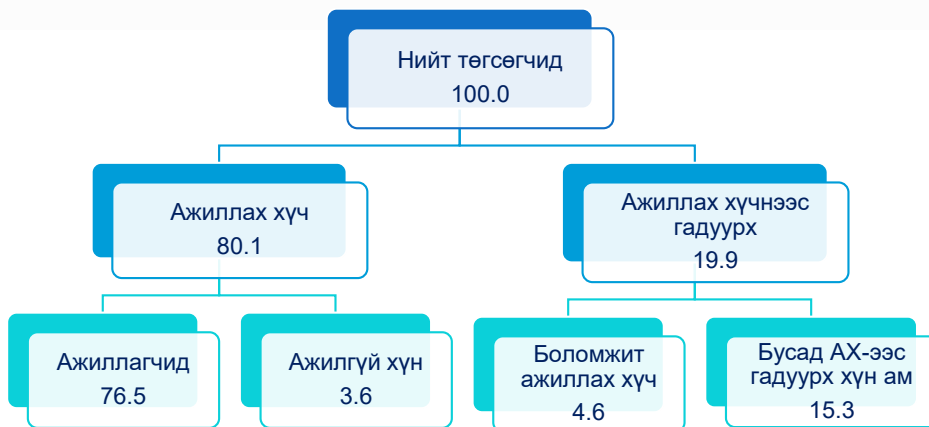 Нийт төгсөгчид
100.0
Ажиллах хүч
80.1
Ажиллах хүчнээс
гадуурх
19.9
Ажиллагчид
76.5
Ажилгүй хүн
3.6
Боломжит
ажиллах хүч
4.6
Бусад АХ-ээс
гадуурх хүн ам
15.3